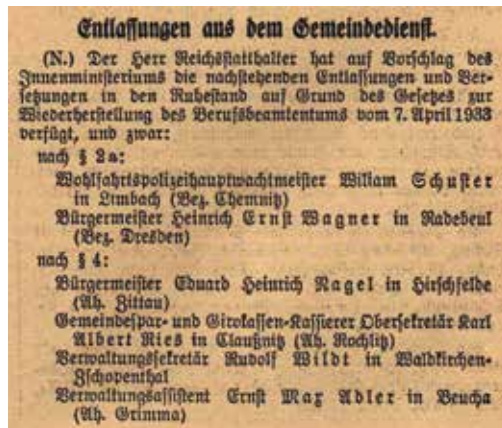 Entlassungen aus dem Gemeindedienst.
(N.) Der Herr Reichsstatthalter hat auf Vorschlag des
Innenministeriums die nachstehenden Entlassungen und Ver-
setzungen in den Ruhestand auf Grund des Gesetzes zur
Wiederherstellung des Berufsbeamtentums vom 7. April 1933
verfügt, und zwar:
nach § 2a:
Wohlfahrtspolizeihauptwachtmeister William Schuster
in Limbach (Bez. Chemnitz)
Bürgermeister Heinrich Ernst Wagner in Radebeul
(Bez. Dresden)
nach § 4:
Bürgermeister Eduard Heinrich Nagel in Hirschfelde
(Ah. Zittau)
Gemeindespar- und Girokassen-Kassierer Obersekretär Karl
Albert Ries in Claußnitz (Ah. Rochlitz)
Verwaltungssekretär Rudolf Wildt in Waldkirchen-
Zschopenthal
Verwaltungsassistent Ernst Max Adler in Beucha
(Ah. Grimma)